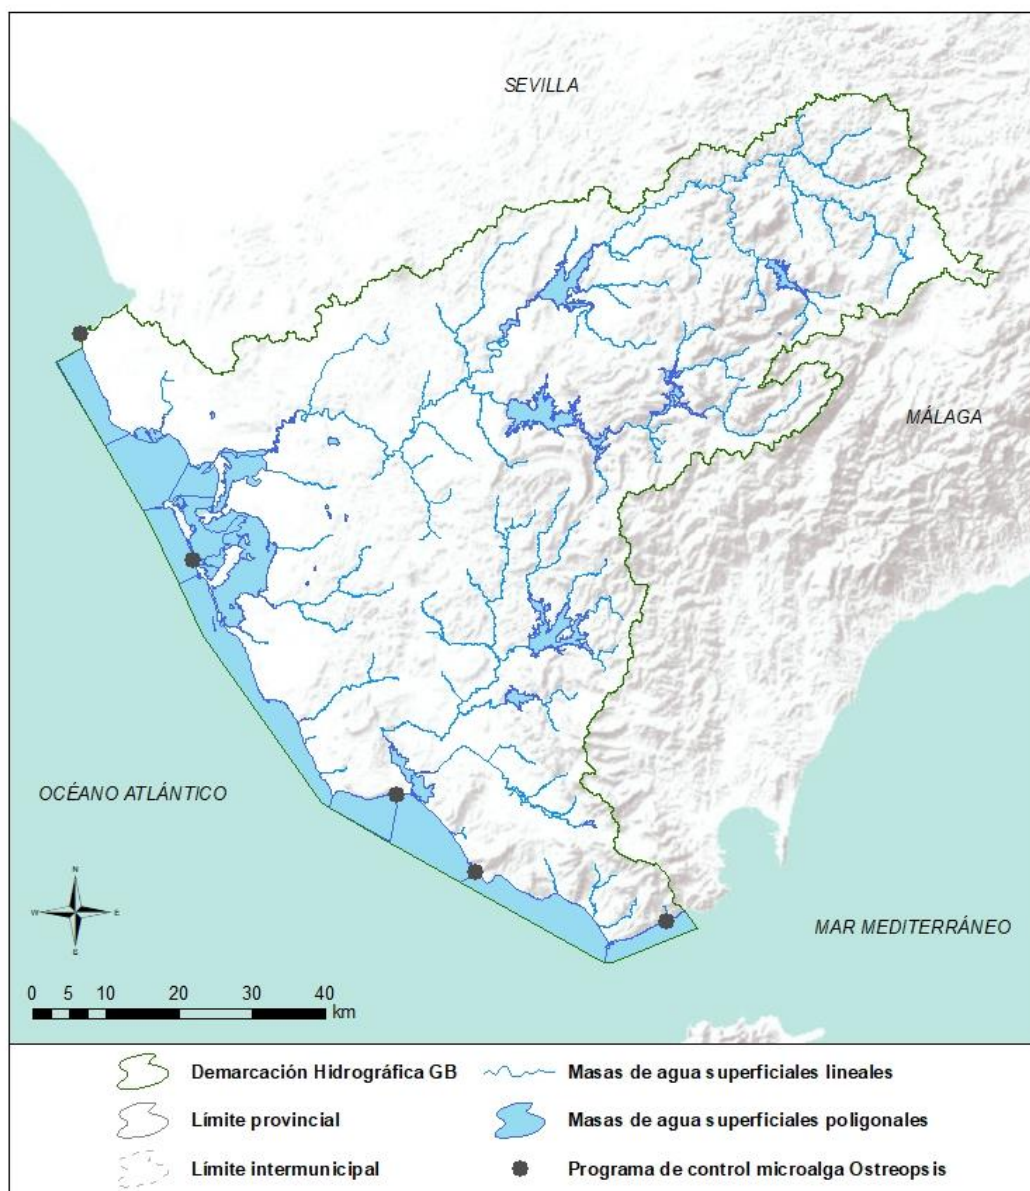 SEVILLA
MÁLAGA
OCÉANO ATLÁNTICO
MAR MEDITERRÁNEO
N
W E
S
0 5 10 20 30 40
km
Demarcación Hidrográfica GB
Masas de agua superficiales lineales
Límite provincial
Masas de agua superficiales poligonales
Límite intermunicipal
Programa de control microalga Ostreopsis